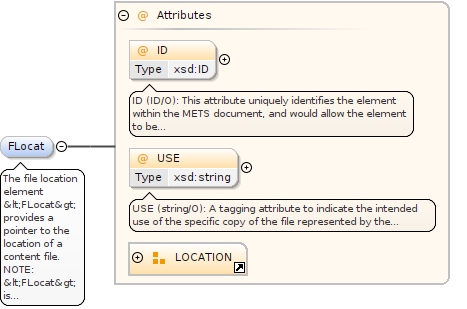 Attributes
@ ID
Type xsd:ID
ID (ID/O): This attribute uniquely identifies the element
within the METS document, and would allow the element
to be...
FLocat
The file location
element
&lt;FLocat&gt;
provides a
pointer to the
location of a
content file.
NOTE:
&lt;FLocat&gt;
is...
@ USE
Type xsd:string
USE (string/O): A tagging attribute to indicate the intended
use of the specific copy of the file represented by the...
LOCATION